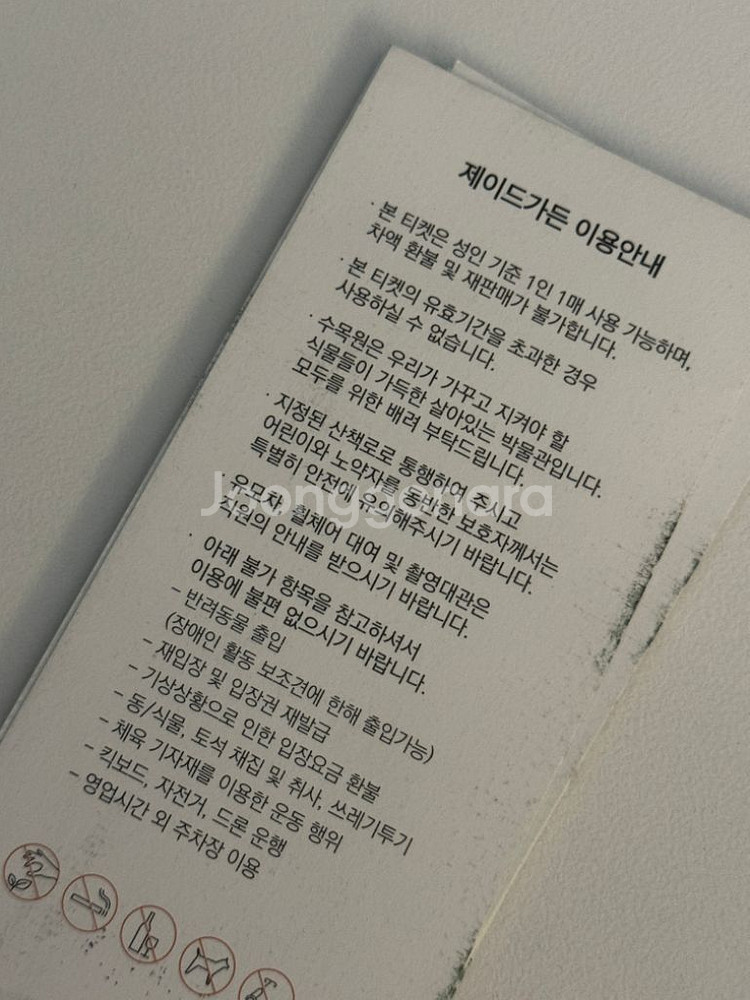 제이드가든 이용안내
· 본 티켓은 성인 기준 1인 1매 사용 가능하며,
차액 환불 및 재판매가 불가합니다.
· 본 티켓의 유효기간을 초과한 경우
사용하실 수 없습니다.
· 수목원은 우리가 가꾸고 지켜야 할
식물들이 가득한 살아있는 박물관입니다.
모두를 위한 배려 부탁드립니다.
· 지정된 산책로로 통행하여 주시고
어린이와 노약자를 동반한 보호자께서는
특별히 안전에 유의해주시기 바랍니다.
· 유모차, 휠체어 대여 및 촬영대관은
직원의 안내를 받으시기 바랍니다.
· 아래 불가 항목을 참고하셔서
이용에 불편 없으시기 바랍니다.
- 반려동물 출입
(장애인 활동 보조견에 한해 출입가능)
- 재입장 및 입장권 재발급
- 기상상황으로 인한 입장요금 환불
- 동/식물, 토석 채집 및 취사, 쓰레기투기
- 체육 기자재를 이용한 운동 행위
- 킥보드, 자전거, 드론 운행
- 영업시간 외 주차장 이용
Joonggonara